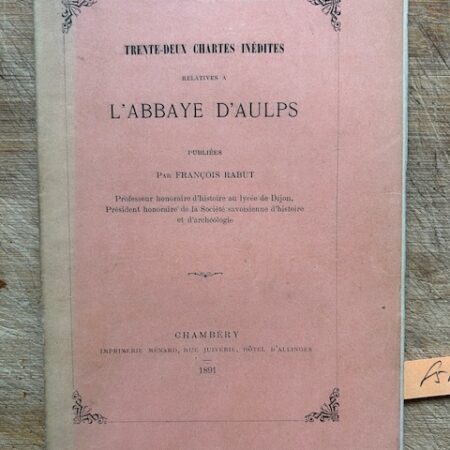 TRENTE-DEUX CHARTES INÉDITES
RELATIVES A
L'ABBAYE D'AULPS
PUBLIÉES
PAR FRANÇOIS RABUT
Professeur honoraire d'histoire au lycée de Dijon,
Président honoraire de la Société savoisienne d'histoire
et d'archéologie
CHAMBÉRY
IMPRIMERIE MÉNARD, RUE JUIVERIE, HÔTEL D'ALLINGES
1891